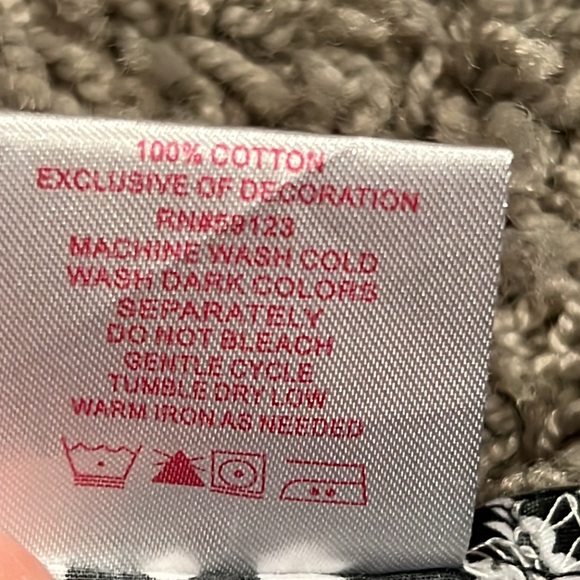 100% COTTON
EXCLUSIVE OF DECORATION
RN#59123
MACHINE WASH COLD
WASH DARK COLORS
SEPARATELY
DO NOT BLEACH
GENTLE CYCLE
TUMBLE DRY LOW
WARM IRON AS NEEDED